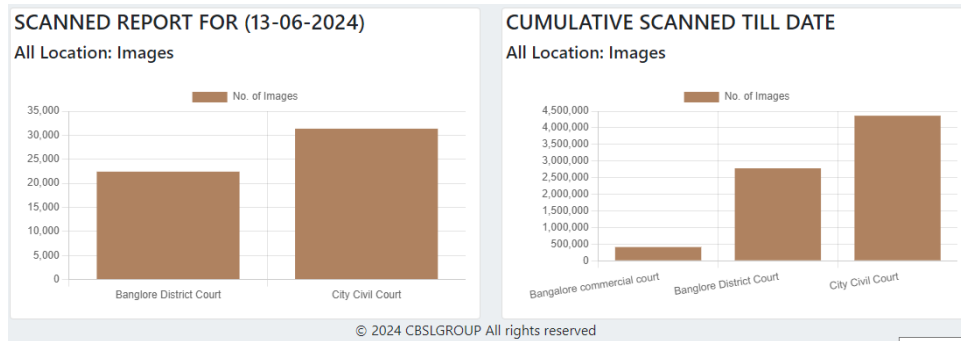 SCANNED REPORT FOR (13-06-2024)
All Location: Images
No. of Images
35,000
30,000
25,000
20,000
15,000
10,000
5,000
0
Banglore District Court
City Civil Court
CUMULATIVE SCANNED TILL DATE
All Location: Images
No. of Images
4,500,000
4,000,000
3,500,000
3,000,000
2,500,000
2,000,000
1,500,000
1,000,000
500,000
0
Bangalore commercial court
Banglore District Court
City Civil Court
© 2024 CBSLGROUP All rights reserved